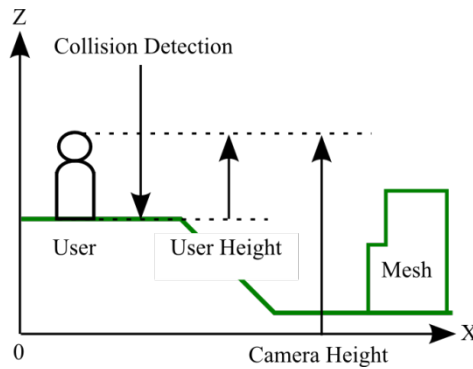 Z
Collision Detection
User
User Height
Mesh
X
0
Camera Height